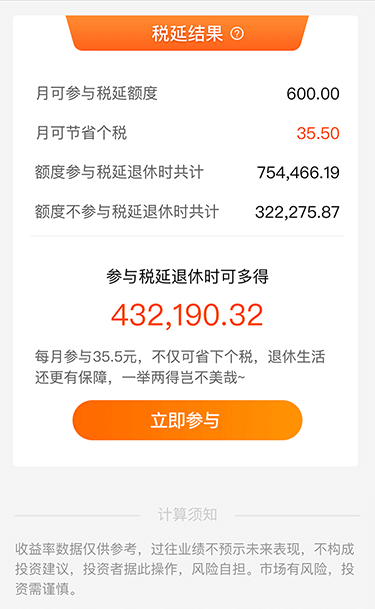 税延结果 ?
月可参与税延额度 600.00
月可节省个税 35.50
额度参与税延退休时共计 754,466.19
额度不参与税延退休时共计 322,275.87
参与税延退休时可多得
432,190.32
每月参与35.5元，不仅可省下个税，退休生活
还更有保障，一举两得岂不美哉~
立即参与
计算须知
收益率数据仅供参考，过往业绩不预示未来表现，不构成
投资建议，投资者据此操作，风险自担。市场有风险，投
资需谨慎。